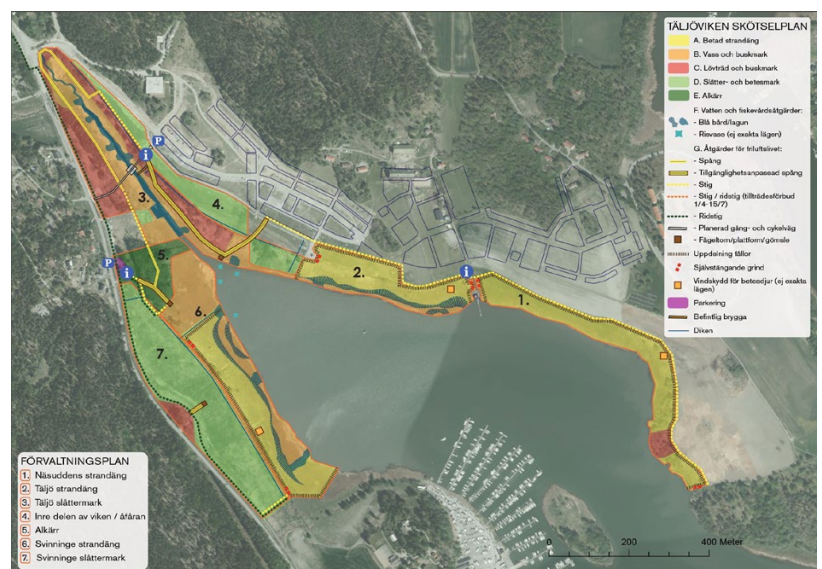 TÄLJÖVIKEN SKÖTSELPLAN
A. Betad strandäng
B. Vass och buskmark
C. Lövträd och buskmark
D. Slåtter- och betesmark
E. Alkärr
F. Vatten och fiskevårdsåtgärder:
- Blå bård/lagun
- Risvase (ej exakta lägen)
G. Åtgärder för friluftslivet:
- Spång
- Tillgänglighetsanpassad spång
- Stig
- Stig / ridstig (tillträdesförbud
1/4-15/7)
- Ridstig
- Planerad gång- och cykelväg
- Fågeltorn/plattform/gömsle
Uppdelning fållor
Självstängande grind
Vindskydd för betesdjur (ej exakta
lägen)
Parkering
Befintlig brygga
Diken
P
i
3.
4.
5.
P
i
2.
i
1.
6.
7.
FÖRVALTNINGSPLAN
1. Näsuddens strandäng
2. Täljö strandäng
3. Täljö slåttermark
4. Inre delen av viken / åfåran
5. Alkärr
6. Svinninge strandäng
7. Svinninge slåttermark
0 200 400 Meter